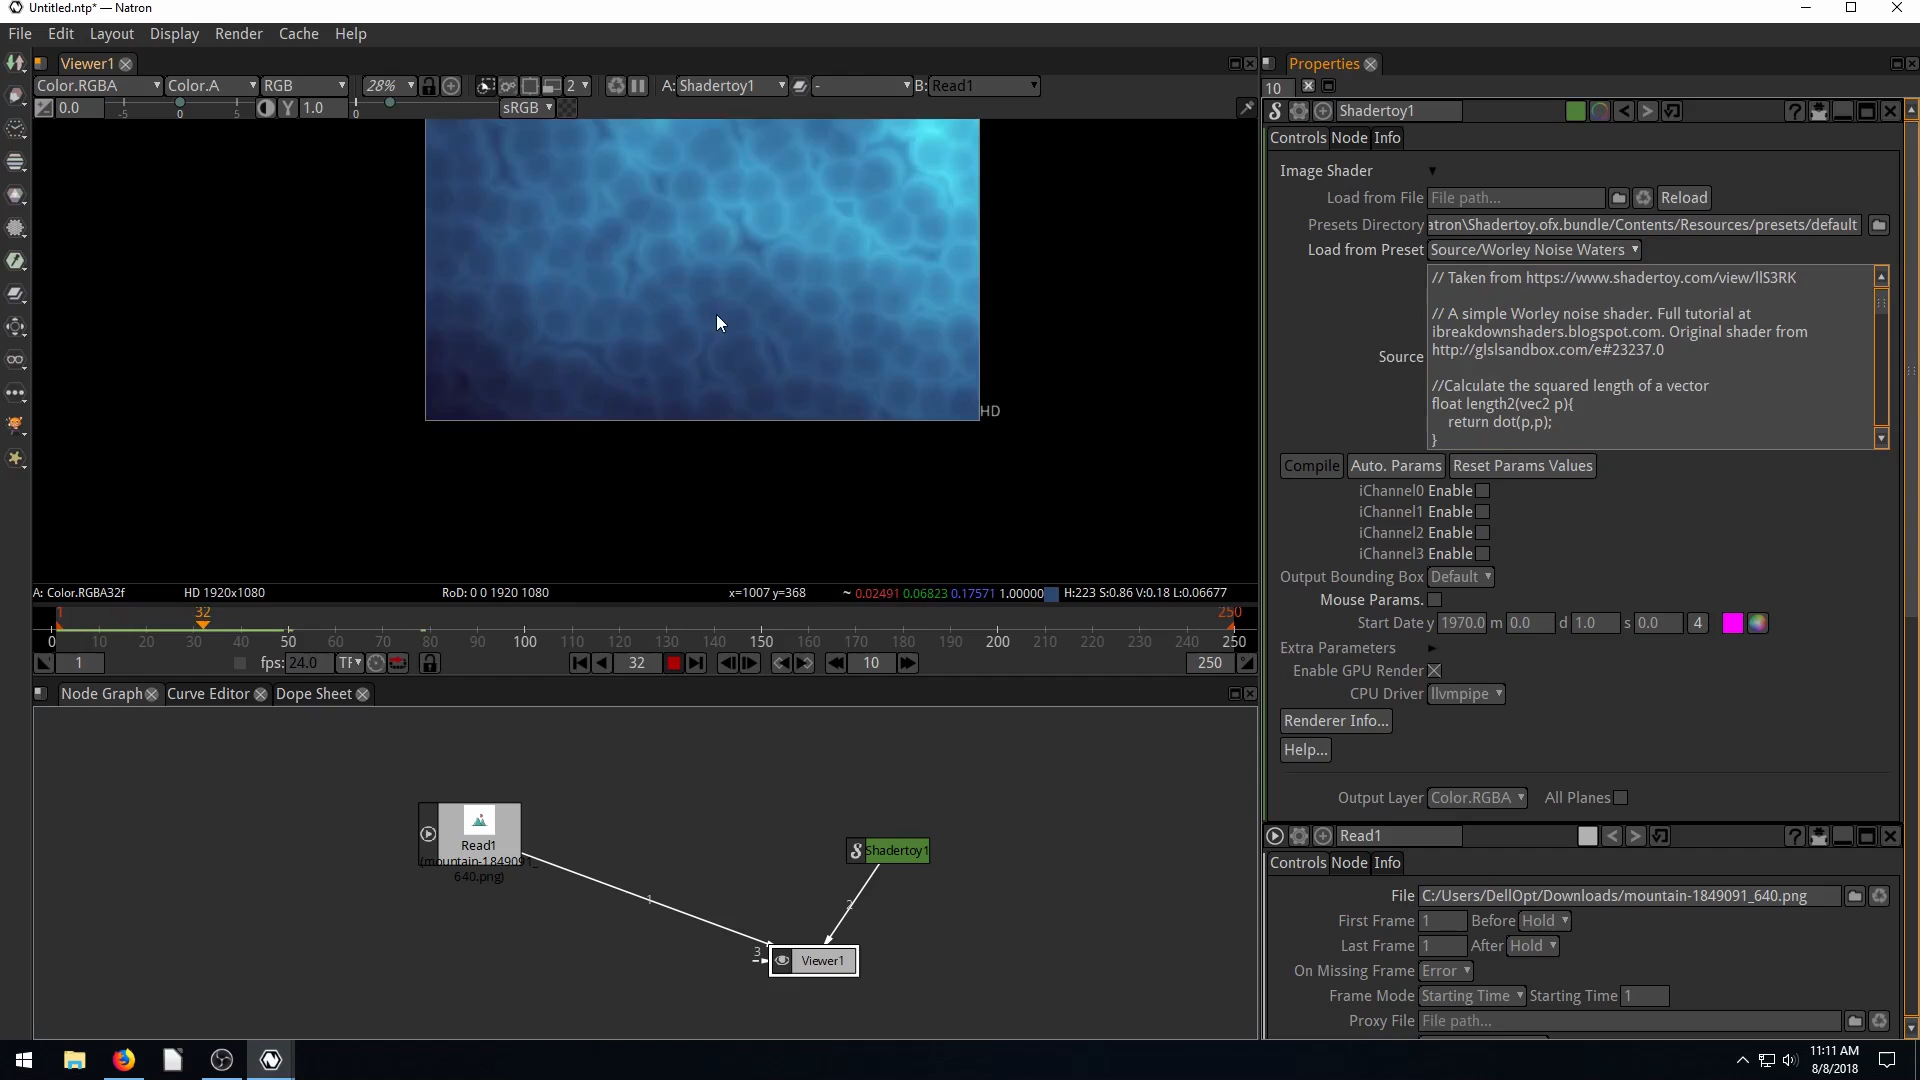 Untitled.ntp* — Natron
File Edit Layout Display Render Cache Help
Viewer1
Color.RGBA Color.A RGB 28% 2 A: Shadertoy1 - B: Read1
0.0 -5 0 5 Y 1.0 0 sRGB
HD
A: Color.RGBA32f HD 1920x1080 RoD: 0 0 1920 1080 x=1007 y=368 ~ 0.02491 0.06823 0.17571 1.00000 H:223 S:0.86 V:0.18 L:0.06677
1 32 250
0 10 20 30 40 50 60 70 80 90 100 110 120 130 140 150 160 170 180 190 200 210 220 230 240 250
1 fps: 24.0 TF 32 10 250
Node Graph Curve Editor Dope Sheet
Read1
(mountain-1849091_
640.png)
Shadertoy1
1
2
3
Viewer1
Properties
10
Shadertoy1
Controls Node Info
Image Shader
Load from File File path... Reload
Presets Directory atron\Shadertoy.ofx.bundle/Contents/Resources/presets/default
Load from Preset Source/Worley Noise Waters
Source
// Taken from https://www.shadertoy.com/view/llS3RK
// A simple Worley noise shader. Full tutorial at
ibreakdownshaders.blogspot.com. Original shader from
http://glslsandbox.com/e#23237.0
//Calculate the squared length of a vector
float length2(vec2 p){
return dot(p,p);
}
Compile Auto. Params Reset Params Values
iChannel0 Enable
iChannel1 Enable
iChannel2 Enable
iChannel3 Enable
Output Bounding Box Default
Mouse Params.
Start Date y 1970.0 m 0.0 d 1.0 s 0.0 4
Extra Parameters
Enable GPU Render
CPU Driver llvmpipe
Renderer Info...
Help...
Output Layer Color.RGBA All Planes
Read1
Controls Node Info
File C:/Users/DellOpt/Downloads/mountain-1849091_640.png
First Frame 1 Before Hold
Last Frame 1 After Hold
On Missing Frame Error
Frame Mode Starting Time Starting Time 1
Proxy File File path...
11:11 AM
8/8/2018